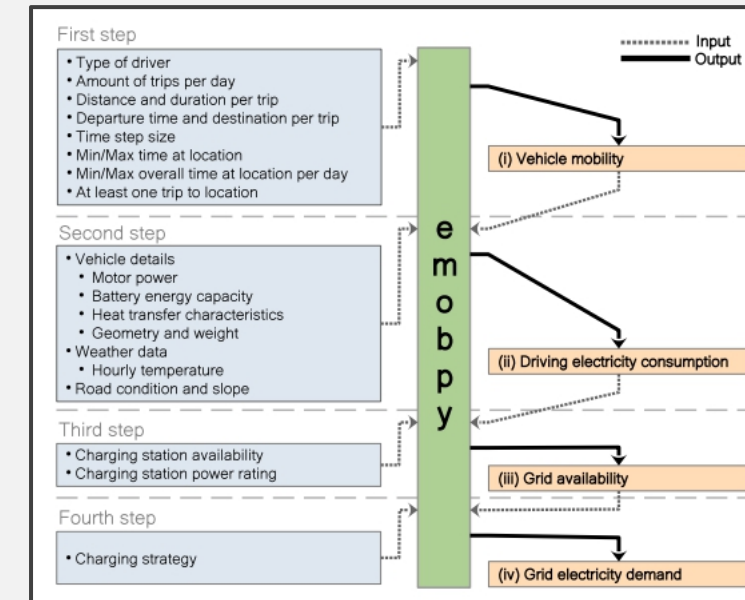 First step
• Type of driver
• Amount of trips per day
• Distance and duration per trip
• Departure time and destination per trip
• Time step size
• Min/Max time at location
• Min/Max overall time at location per day
• At least one trip to location
Input
Output
(i) Vehicle mobility
Second step
• Vehicle details
• Motor power
• Battery energy capacity
• Heat transfer characteristics
• Geometry and weight
• Weather data
• Hourly temperature
• Road condition and slope
e
m
o
b
p
y
(ii) Driving electricity consumption
Third step
• Charging station availability
• Charging station power rating
(iii) Grid availability
Fourth step
• Charging strategy
(iv) Grid electricity demand